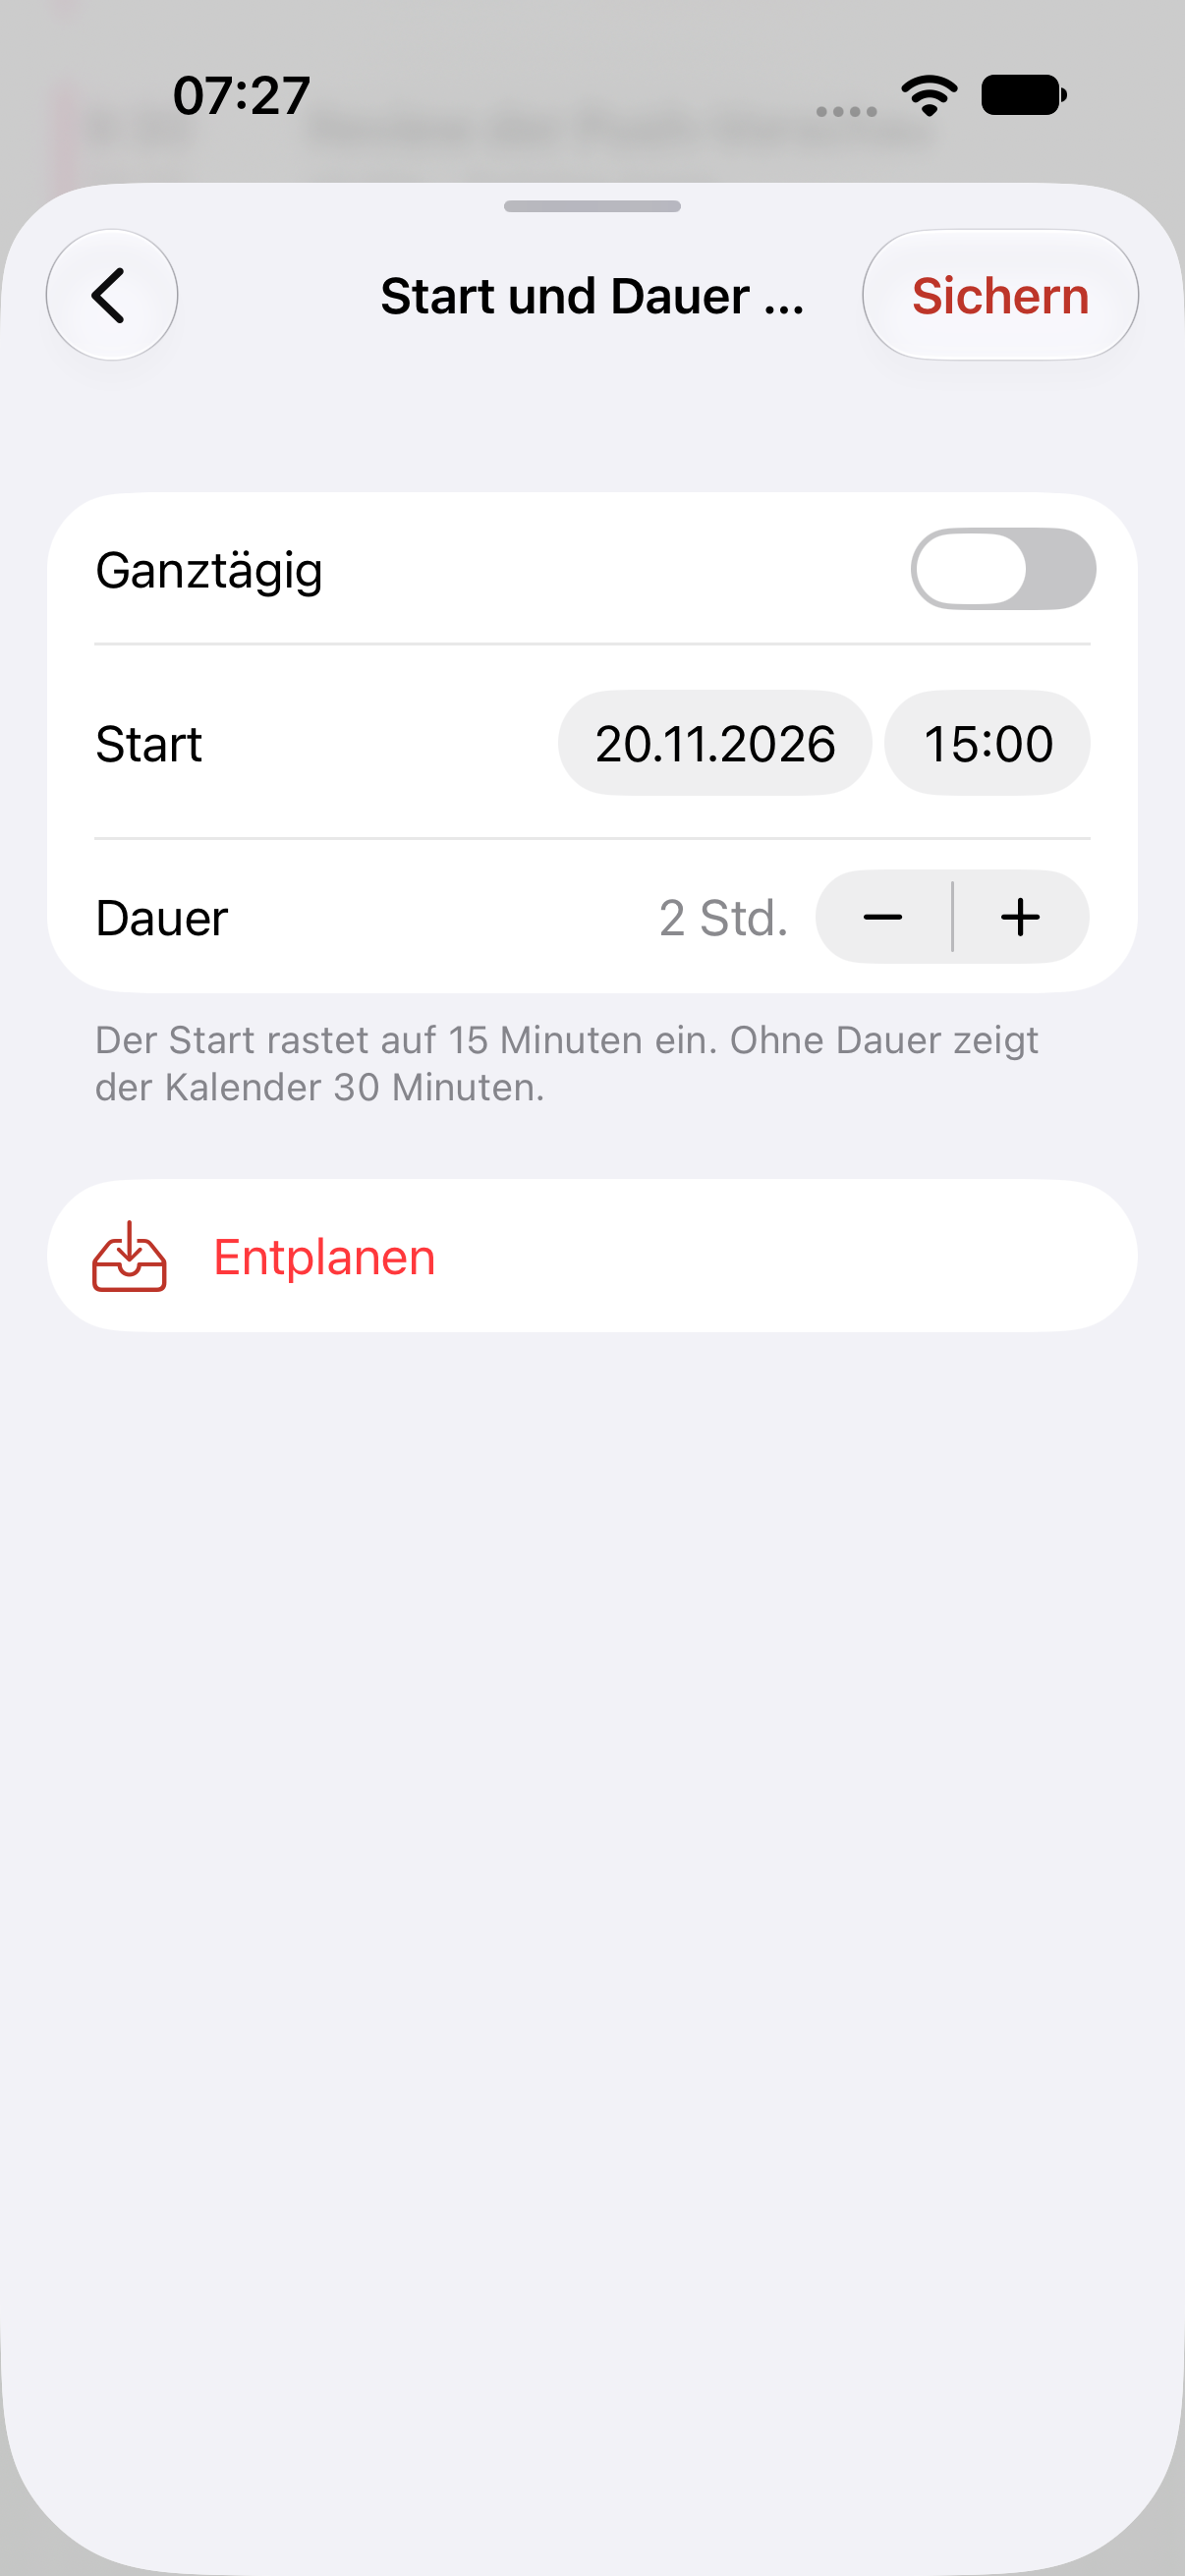 07:27
Start und Dauer ...
Sichern
Ganztägig
Start
20.11.2026
15:00
Dauer
2 Std.
Der Start rastet auf 15 Minuten ein. Ohne Dauer zeigt
der Kalender 30 Minuten.
Entplanen